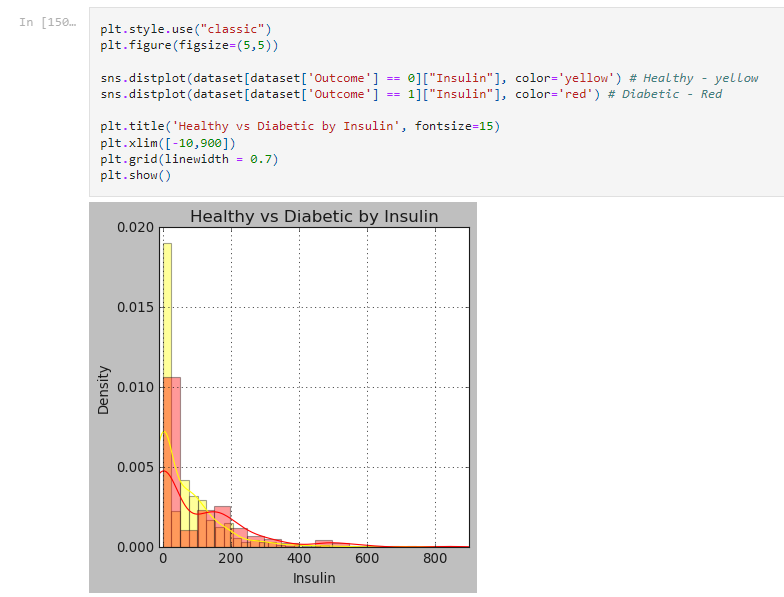 In [150…
plt.style.use("classic")
plt.figure(figsize=(5,5))
sns.distplot(dataset[dataset['Outcome'] == 0]["Insulin"], color='yellow') # Healthy - yellow
sns.distplot(dataset[dataset['Outcome'] == 1]["Insulin"], color='red') # Diabetic - Red
plt.title('Healthy vs Diabetic by Insulin', fontsize=15)
plt.xlim([-10,900])
plt.grid(linewidth = 0.7)
plt.show()
Healthy vs Diabetic by Insulin
0.020
0.015
0.010
0.005
0.000
Density
0 200 400 600 800
Insulin